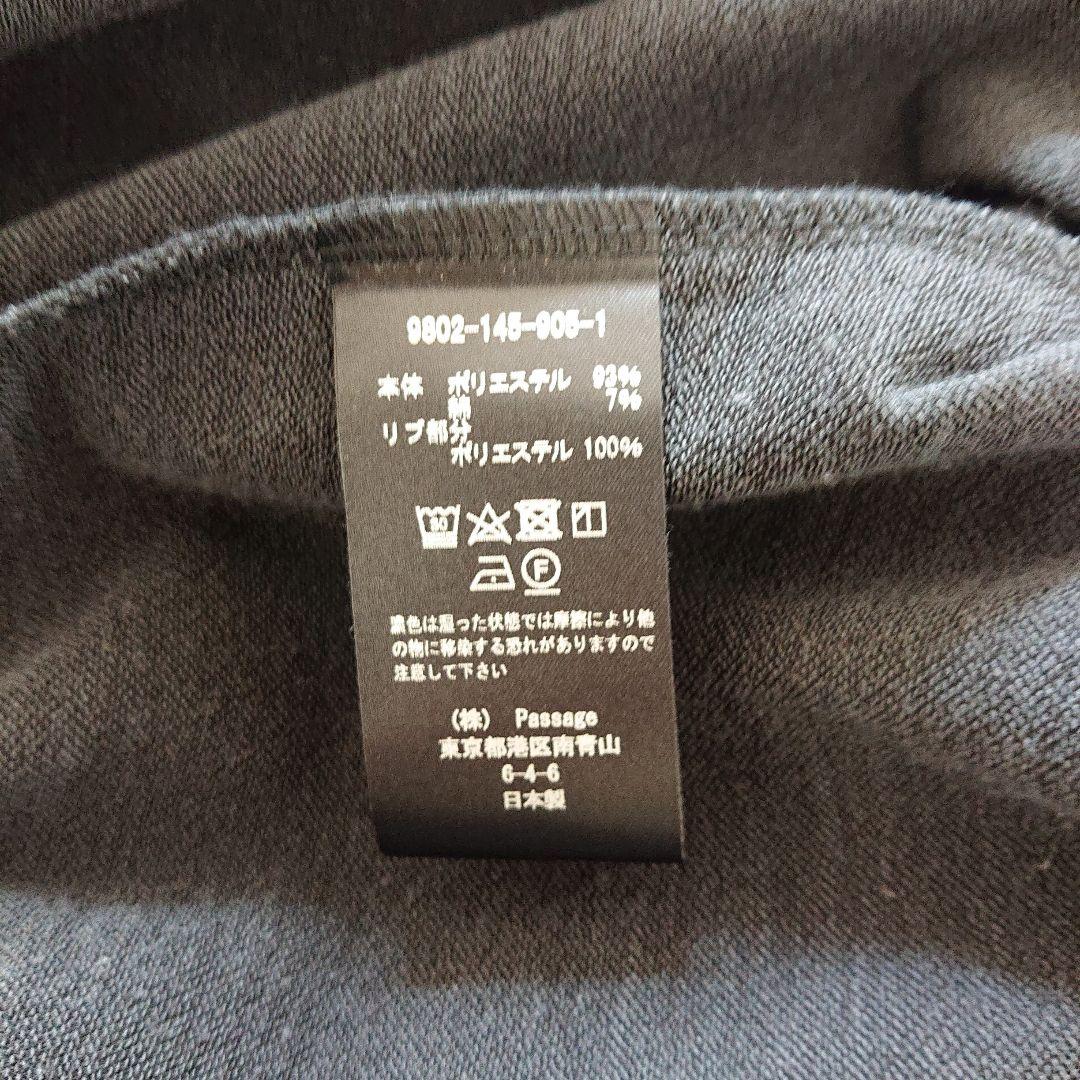 9802-145-905-1
本体 ポリエステル 93%
綿 7%
リブ部分
ポリエステル 100%
F
濃色は湿った状態では摩擦により他
の物に移染する恐れがありますので
注意して下さい
(株) Passage
東京都港区南青山
6-4-6
日本製